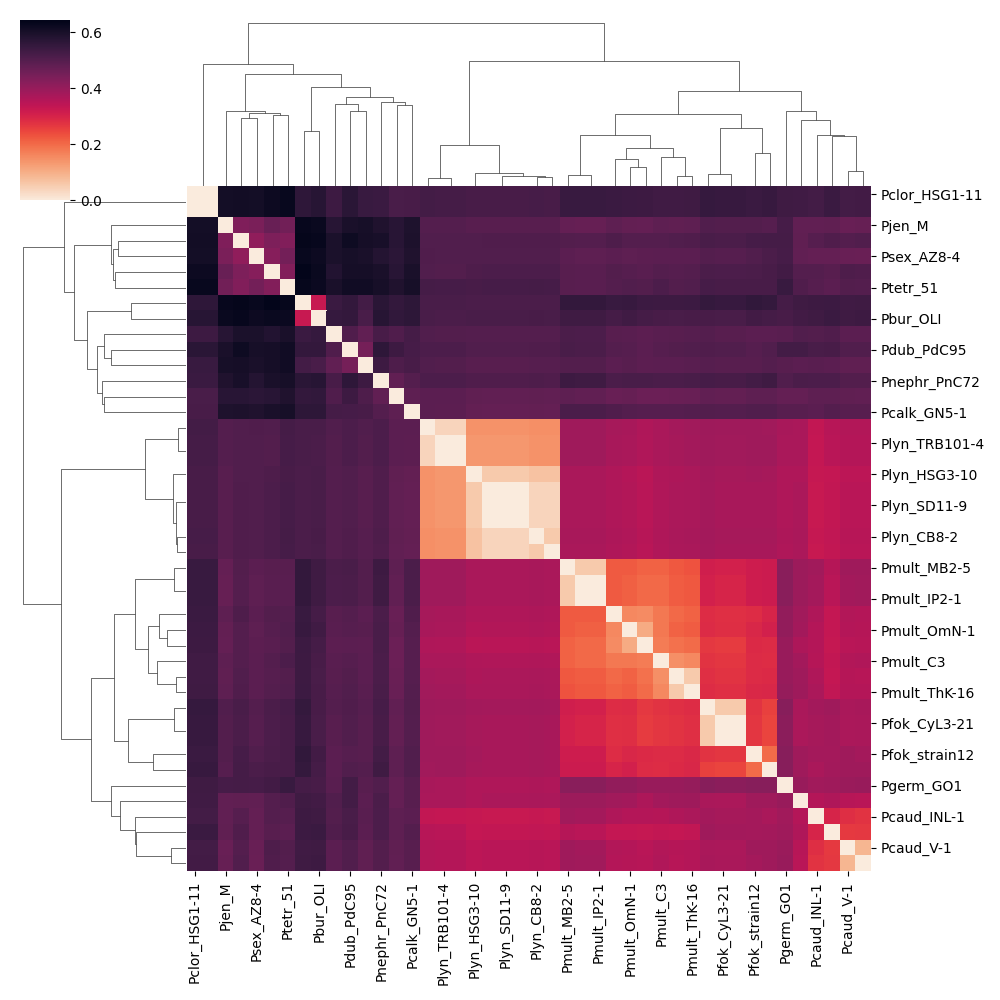 0.6
0.4
0.2
0.0
Pclor_HSG1-11
Pjen_M
Psex_AZ8-4
Ptetr_51
Pbur_OLI
Pdub_PdC95
Pnephr_PnC72
Pcalk_GN5-1
Plyn_TRB101-4
Plyn_HSG3-10
Plyn_SD11-9
Plyn_CB8-2
Pmult_MB2-5
Pmult_IP2-1
Pmult_OmN-1
Pmult_C3
Pmult_ThK-16
Pfok_CyL3-21
Pfok_strain12
Pgerm_GO1
Pcaud_INL-1
Pcaud_V-1
Pclor_HSG1-11
Pjen_M
Psex_AZ8-4
Ptetr_51
Pbur_OLI
Pdub_PdC95
Pnephr_PnC72
Pcalk_GN5-1
Plyn_TRB101-4
Plyn_HSG3-10
Plyn_SD11-9
Plyn_CB8-2
Pmult_MB2-5
Pmult_IP2-1
Pmult_OmN-1
Pmult_C3
Pmult_ThK-16
Pfok_CyL3-21
Pfok_strain12
Pgerm_GO1
Pcaud_INL-1
Pcaud_V-1